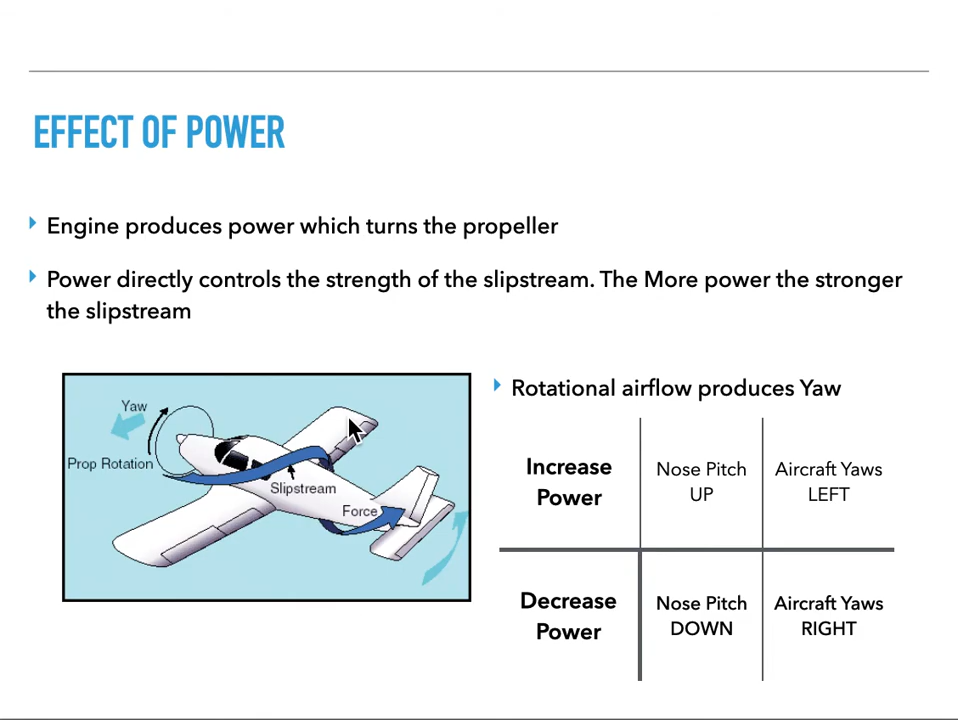 EFFECT OF POWER
Engine produces power which turns the propeller
Power directly controls the strength of the slipstream. The More power the stronger
the slipstream
Yaw
Prop Rotation
Slipstream
Force
Rotational airflow produces Yaw
Increase
Power
Nose Pitch
UP
Aircraft Yaws
LEFT
Decrease
Power
Nose Pitch
DOWN
Aircraft Yaws
RIGHT